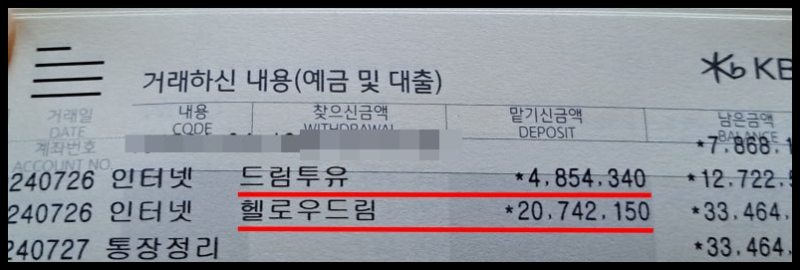 거래하신 내용(예금 및 대출) KB
거래일 내용 찾으신금액 맡기신금액 남은금액
DATE CODE WITHDRAWAL DEPOSIT BALANCE
계좌번호 *7.868.1
ACCOUNT NO.
240726 인터넷 드림투유 *4.854.340 *12.722.5
240726 인터넷 헬로우드림 *20.742.150 *33.464.
240727 통장정리 *33.464.